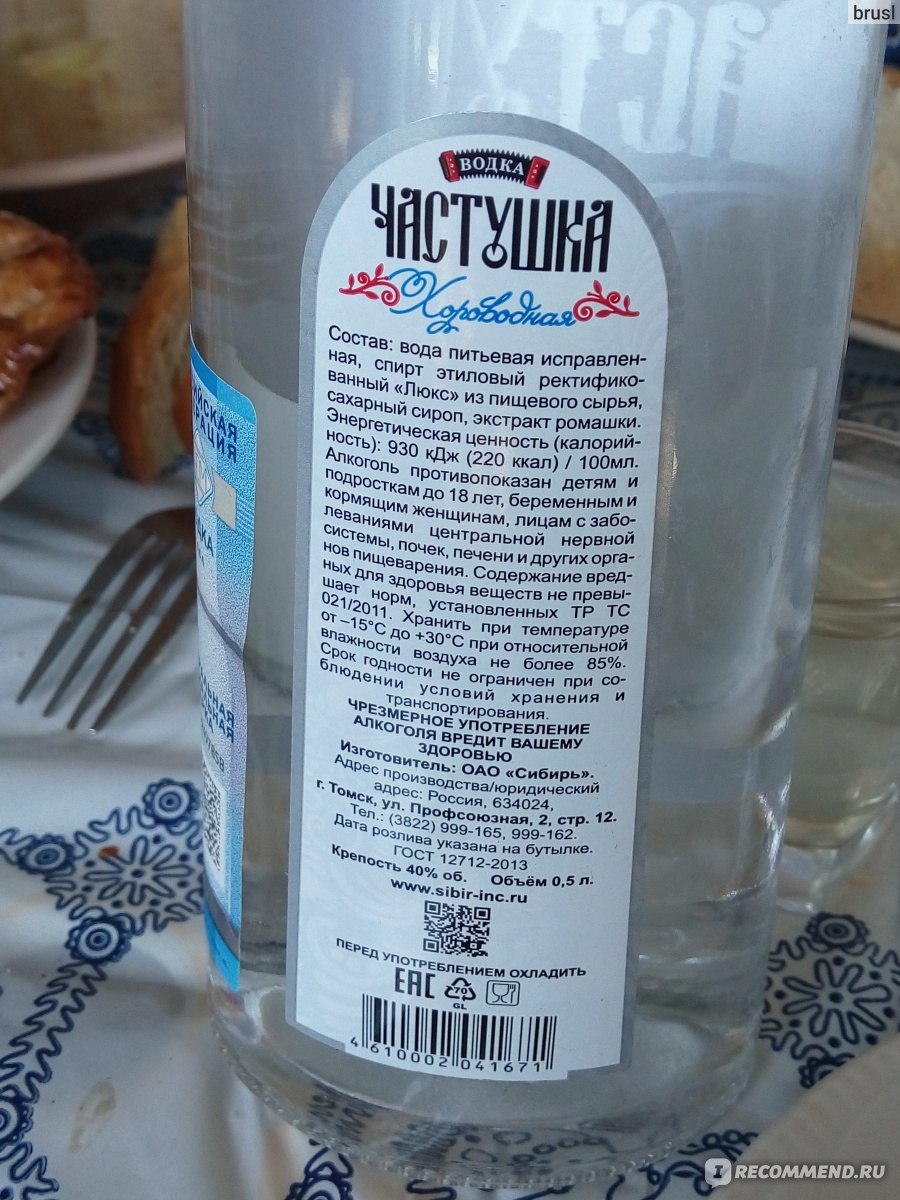 brusl
ВОДКА
ЧАСТУШКА
Хороводная
Состав: вода питьевая исправлен-
ная, спирт этиловый ректифико-
ванный «Люкс» из пищевого сырья,
сахарный сироп, экстракт ромашки.
Энергетическая ценность (калорий-
ность): 930 кДж (220 ккал) / 100мл.
Алкоголь противопоказан детям и
подросткам до 18 лет, беременным и
кормящим женщинам, лицам с забо-
леваниями центральной нервной
системы, почек, печени и других орга-
нов пищеварения. Содержание вред-
ных для здоровья веществ не превы-
шает норм, установленных ТР ТС
021/2011. Хранить при температуре
от –15°С до +30°С при относительной
влажности воздуха не более 85%.
Срок годности не ограничен при со-
блюдении условий хранения и
транспортирования.
ЧРЕЗМЕРНОЕ УПОТРЕБЛЕНИЕ
АЛКОГОЛЯ ВРЕДИТ ВАШЕМУ
ЗДОРОВЬЮ
Изготовитель: ОАО «Сибирь».
Адрес производства/юридический
адрес: Россия, 634024,
г. Томск, ул. Профсоюзная, 2, стр. 12.
Тел.: (3822) 999-165, 999-162.
Дата розлива указана на бутылке.
ГОСТ 12712-2013
Крепость 40% об. Объём 0,5 л.
www.sibir-inc.ru
ПЕРЕД УПОТРЕБЛЕНИЕМ ОХЛАДИТЬ
EAC 70
GL
4 610002 041671
I RECOMMEND.RU